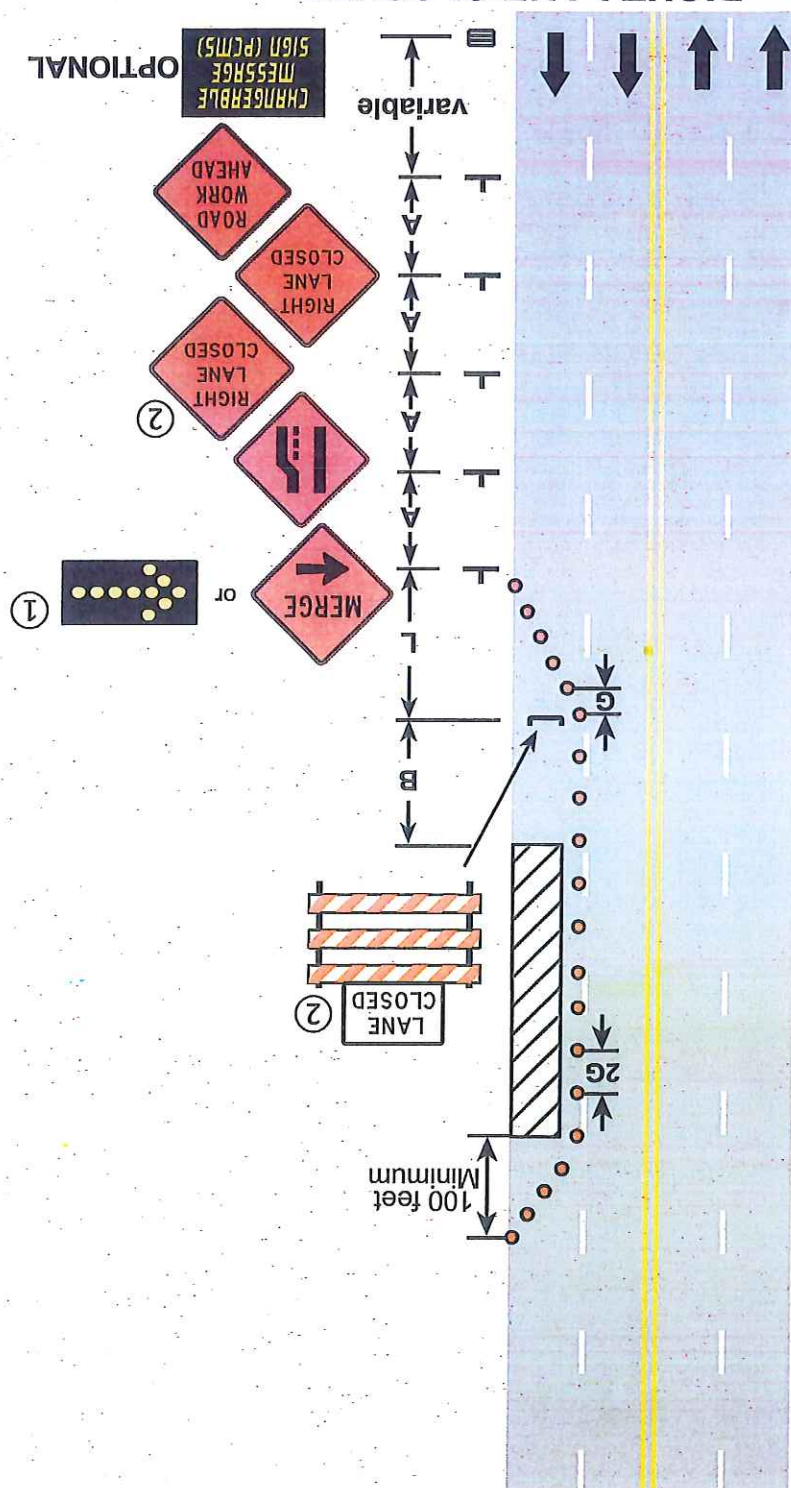 100 feet
Minimum
2G
LANE
CLOSED
②
B
G
L
MERGE
or
①
A
A
RIGHT
LANE
CLOSED
②
A
RIGHT
LANE
CLOSED
A
ROAD
WORK
AHEAD
variable
CHANGEABLE
MESSAGE
SIGN (PCMS)
OPTIONAL